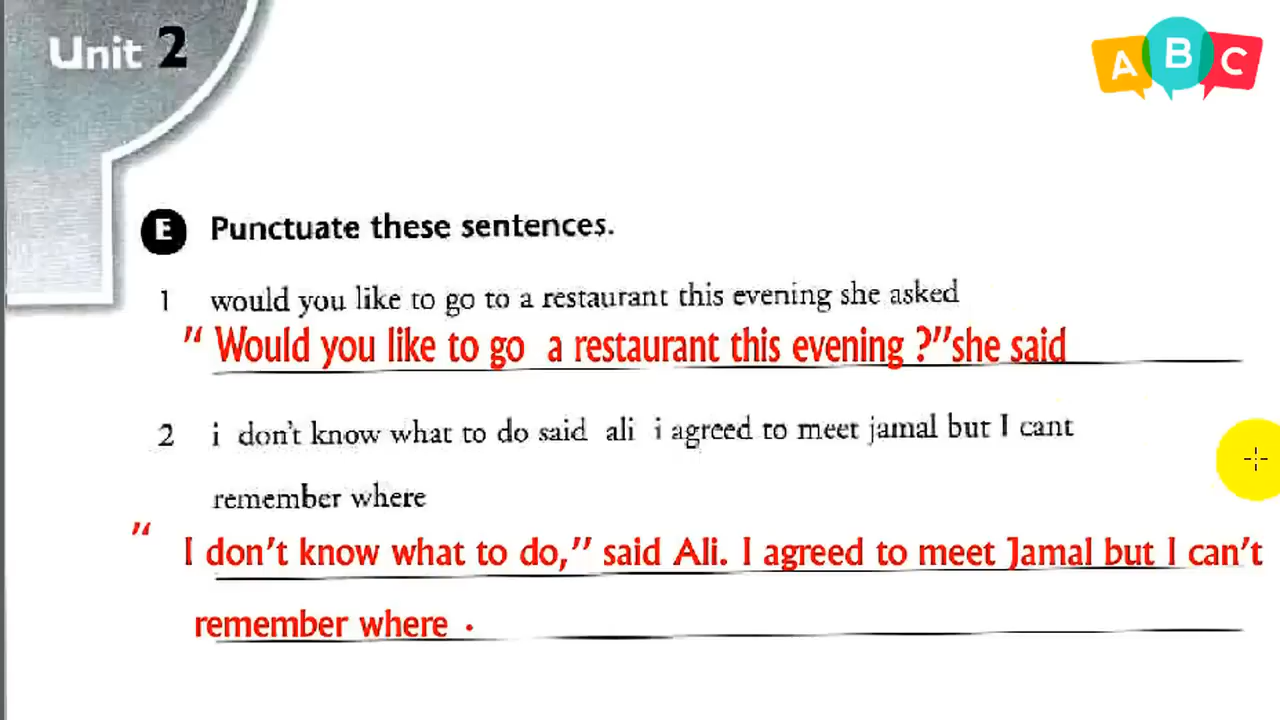 Unit 2
A B C
E Punctuate these sentences.
1 would you like to go to a restaurant this evening she asked
" Would you like to go a restaurant this evening ?"she said
2 i don't know what to do said ali i agreed to meet jamal but I cant
remember where
" I don't know what to do," said Ali. I agreed to meet Jamal but I can't
remember where .